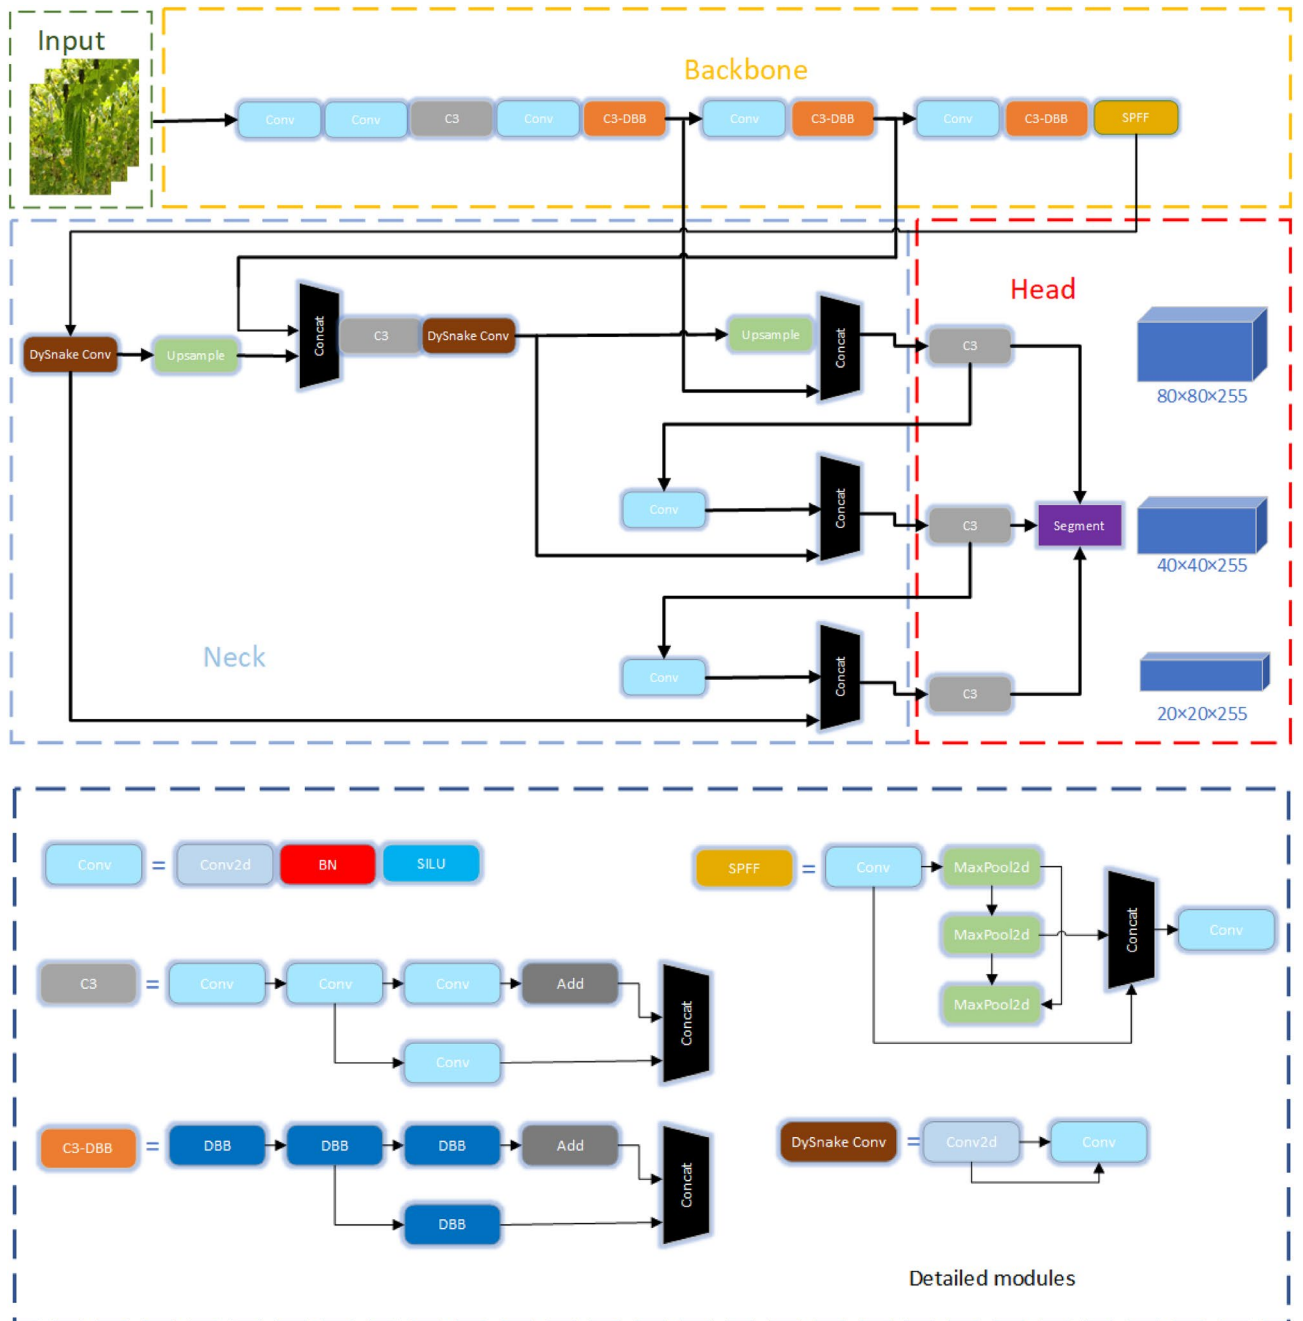 Input
Backbone
Conv
Conv
C3
Conv
C3-DBB
Conv
C3-DBB
Conv
C3-DBB
SPFF
Head
DySnake Conv
Upsample
Concat
C3
DySnake Conv
Upsample
Concat
C3
80×80×255
Conv
Concat
C3
Segment
40×40×255
Neck
Conv
Concat
C3
20×20×255
Conv
=
Conv2d
BN
SILU
SPFF
=
Conv
MaxPool2d
MaxPool2d
MaxPool2d
Concat
Conv
C3
=
Conv
Conv
Conv
Add
Conv
Concat
C3-DBB
=
DBB
DBB
DBB
Add
DBB
Concat
DySnake Conv
=
Conv2d
Conv
Detailed modules